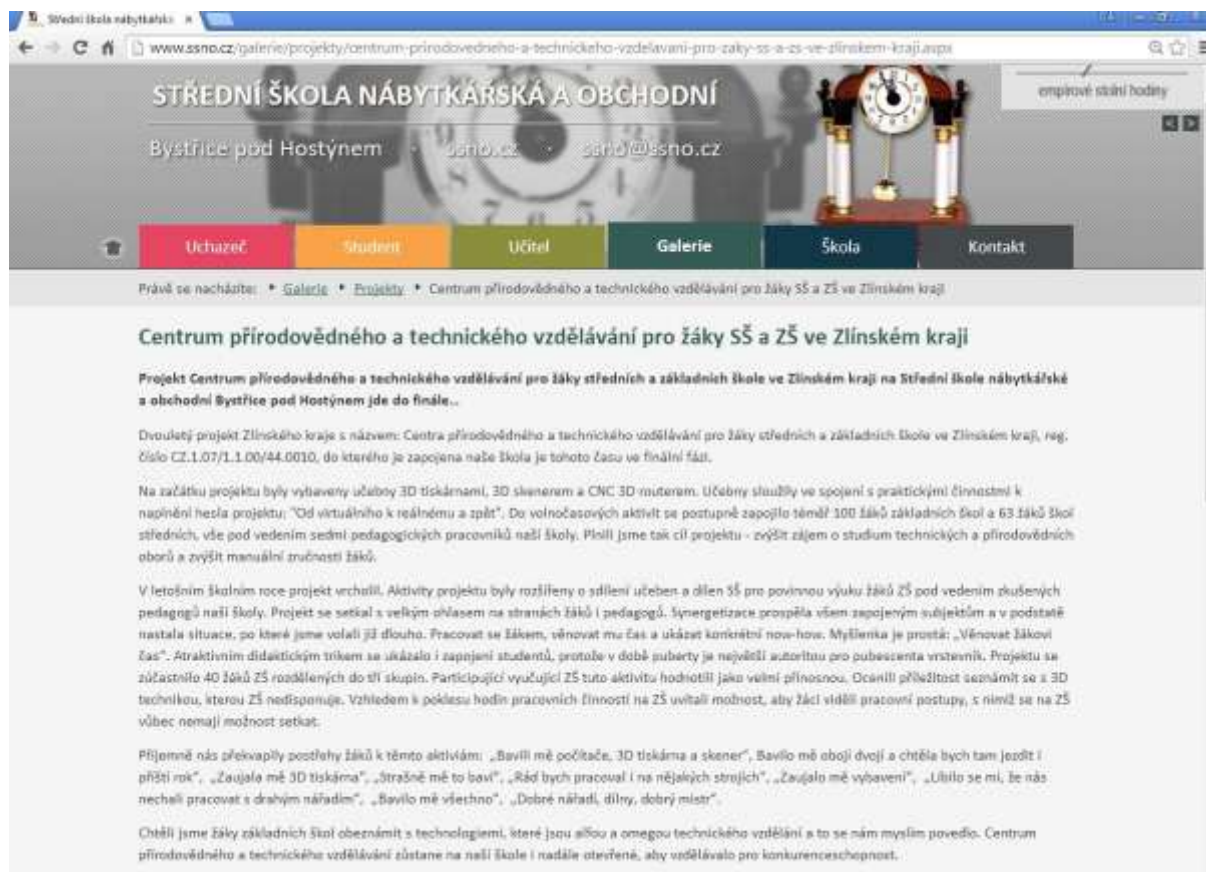 Střední škola nábytkářsk
www.ssno.cz/galerie/projekty/centrum-prirodovedneho-a-technickeho-vzdelavani-pro-zaky-ss-a-zs-ve-zlinskem-kraji.aspx
STŘEDNÍ ŠKOLA NÁBYTKÁŘSKÁ A OBCHODNÍ
empírové stolní hodiny
Bystřice pod Hostýnem · ssno.cz · ssno@ssno.cz
Uchazeč Student Učitel Galerie Škola Kontakt
Právě se nacházíte: Galerie Projekty Centrum přírodovědného a technického vzdělávání pro žáky SŠ a ZŠ ve Zlínském kraji
Centrum přírodovědného a technického vzdělávání pro žáky SŠ a ZŠ ve Zlínském kraji
Projekt Centrum přírodovědného a technického vzdělávání pro žáky středních a základních škole ve Zlínském kraji na Střední škole nábytkářské
a obchodní Bystřice pod Hostýnem jde do finále..
Dvouletý projekt Zlínského kraje s názvem: Centra přírodovědného a technického vzdělávání pro žáky středních a základních škole ve Zlínském kraji, reg.
číslo CZ.1.07/1.1.00/44.0010, do kterého je zapojena naše škola je tohoto času ve finální fázi.
Na začátku projektu byly vybaveny učebny 3D tiskárnami, 3D skenerem a CNC 3D routerem. Učebny sloužily ve spojení s praktickými činnostmi k
naplnění hesla projektu: "Od virtuálního k reálnému a zpět". Do volnočasových aktivit se postupně zapojilo téměř 100 žáků základních škol a 63 žáků škol
středních, vše pod vedením sedmi pedagogických pracovníků naší školy. Plnili jsme tak cíl projektu - zvýšit zájem o studium technických a přírodovědních
oborů a zvýšit manuální zručnosti žáků.
V letošním školním roce projekt vrcholil. Aktivity projektu byly rozšířeny o sdílení učeben a dílen SŠ pro povinnou výuku žáků ZŠ pod vedením zkušených
pedagogů naší školy. Projekt se setkal s velkým ohlasem na stranách žáků i pedagogů. Synergetizace prospěla všem zapojeným subjektům a v podstatě
nastala situace, po které jsme volali již dlouho. Pracovat se žákem, věnovat mu čas a ukázat konkrétní now-how. Myšlenka je prostá: „Věnovat žákovi
čas". Atraktivním didaktickým trikem se ukázalo i zapojení studentů, protože v době puberty je největší autoritou pro pubescenta vrstevník. Projektu se
zúčastnilo 40 žáků ZŠ rozdělených do tří skupin. Participující vyučující ZŠ tuto aktivitu hodnotili jako velmi přínosnou. Ocenili příležitost seznámit se s 3D
technikou, kterou ZŠ nedisponuje. Vzhledem k poklesu hodin pracovních činností na ZŠ uvítali možnost, aby žáci viděli pracovní postupy, s nimiž se na ZŠ
vůbec nemají možnost setkat.
Příjemně nás překvapily postřehy žáků k těmto aktiviám: „Bavili mě počítače, 3D tiskárna a skener", Bavilo mě obojí dvojí a chtěla bych tam jezdit i
příští rok", „Zaujala mě 3D tiskárna", „Strašně mě to baví", „Rád bych pracoval i na nějakých strojích", „Zaujalo mě vybavení", „Líbilo se mi, že nás
nechali pracovat s drahým nářadím", „Bavilo mě všechno", „Dobré nářadí, dílny, dobrý mistr".
Chtěli jsme žáky základních škol obeznámit s technologiemi, které jsou alfou a omegou technického vzdělání a to se nám myslím povedlo. Centrum
přírodovědného a technického vzdělávání zůstane na naší škole i nadále otevřené, aby vzdělávalo pro konkurenceschopnost.